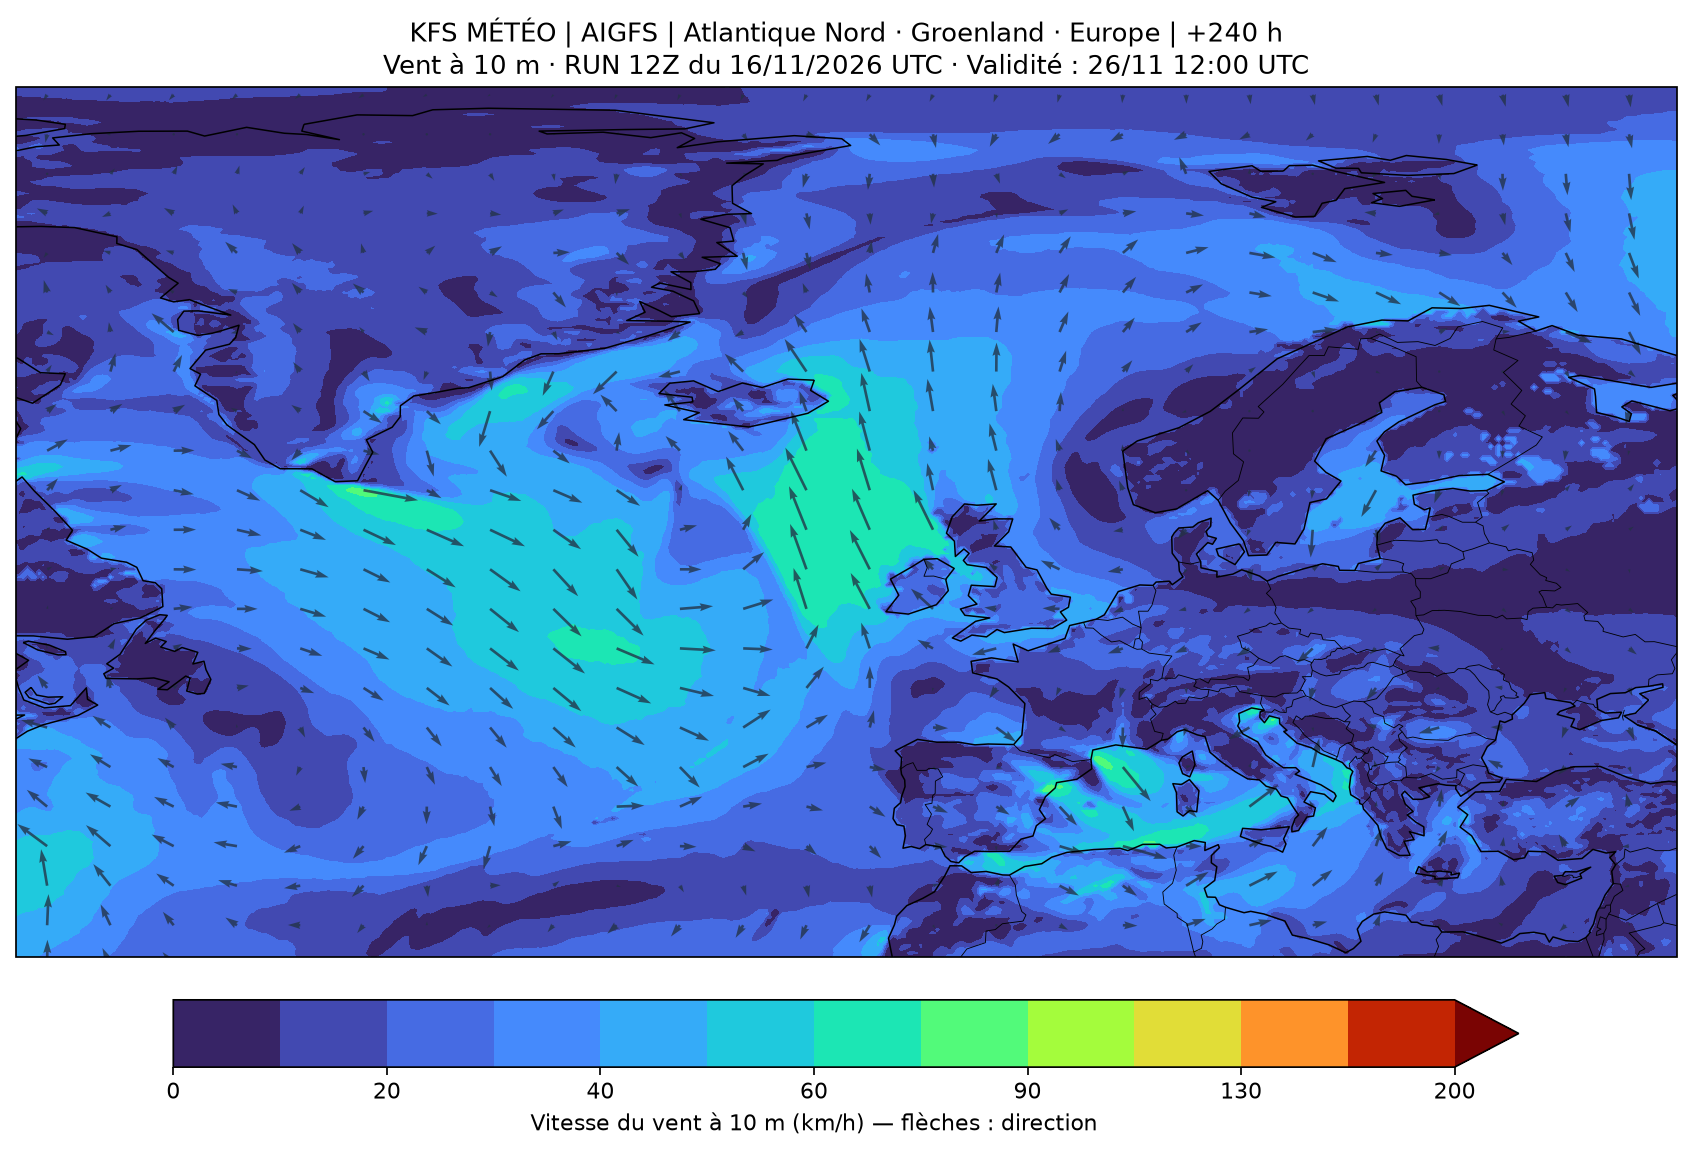 KFS MÉTÉO | AIGFS | Atlantique Nord · Groenland · Europe | +240 h
Vent à 10 m · RUN 12Z du 16/11/2026 UTC · Validité : 26/11 12:00 UTC
0 20 40 60 90 130 200
Vitesse du vent à 10 m (km/h) — flèches : direction